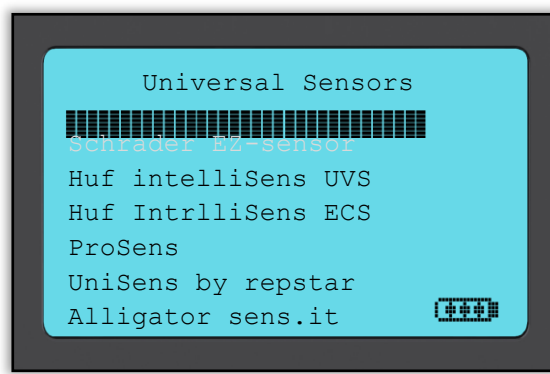 Universal Sensors
Schrader EZ-sensor
Huf intelliSens UVS
Huf IntrlliSens ECS
ProSens
UniSens by repstar
Alligator sens.it